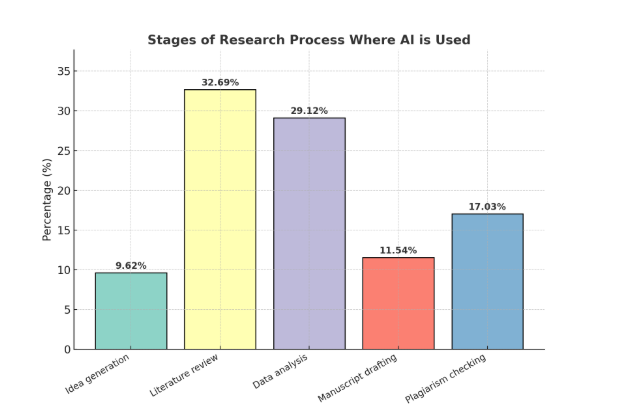 Stages of Research Process Where AI is Used
Percentage (%)
35
30
25
20
15
10
5
0
9.62%
32.69%
29.12%
11.54%
17.03%
Idea generation
Literature review
Data analysis
Manuscript drafting
Plagiarism checking